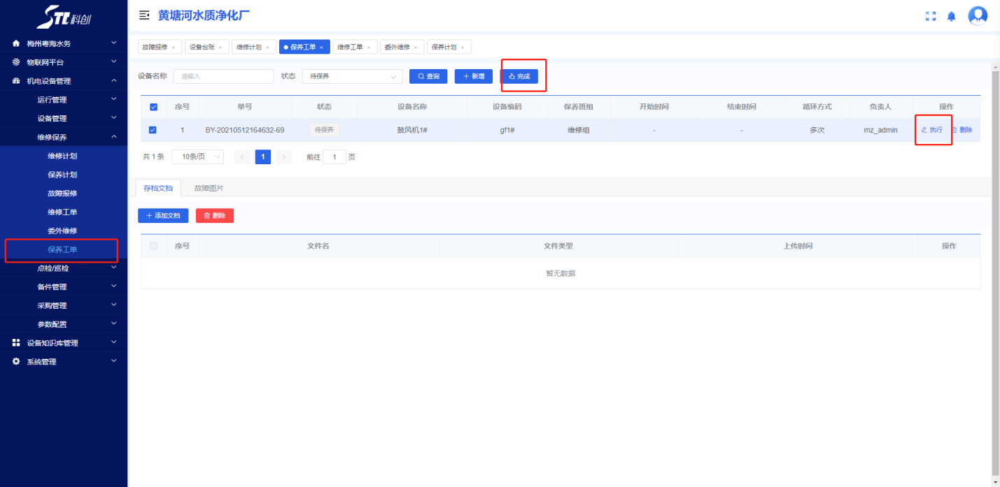 STC科创
黄塘河水质净化厂
梅州粤海水务
物联网平台
机电设备管理
运行管理
设备管理
维修保养
维修计划
保养计划
故障报修
维修工单
委外维修
保养工单
点检/巡检
备件管理
采购管理
参数配置
设备知识库管理
系统管理
故障报修 × 设备台账 × 维修计划 × 保养工单 × 维修工单 × 委外维修 × 保养计划 ×
设备名称 请输入 状态 待保养 查询 新增 完成
序号 单号 状态 设备名称 设备编码 保养班组 开始时间 结束时间 循环方式 负责人 操作
1 BY-20210512164632-69 待保养 鼓风机1# gf1# 维修组 - - 多次 mz_admin 执行 删除
共 1 条 10条/页 1 前往 1 页
存档文档 故障图片
添加文档 删除
序号 文件名 文件类型 上传时间 操作
暂无数据